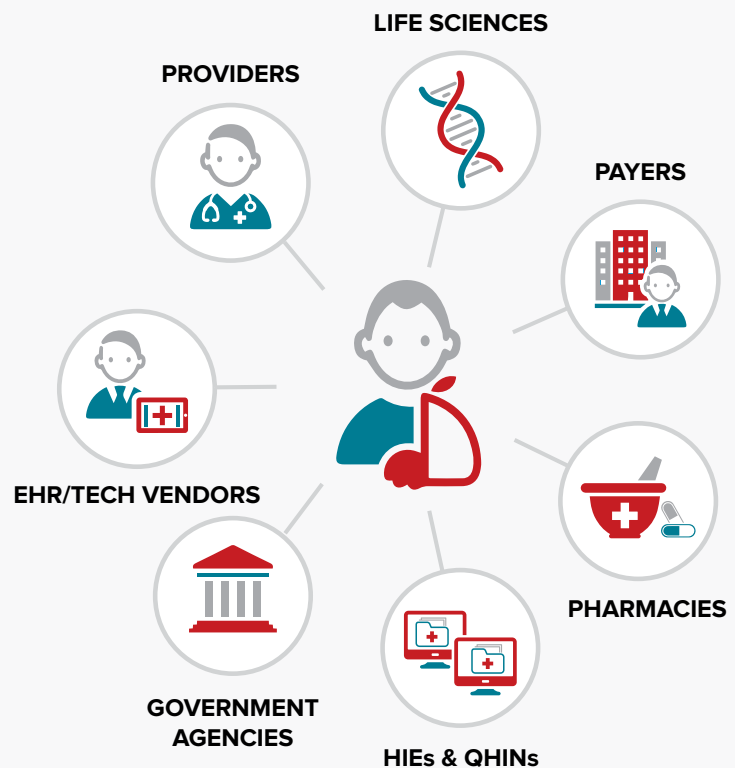 LIFE SCIENCES
PROVIDERS
PAYERS
EHR/TECH VENDORS
PHARMACIES
GOVERNMENT
AGENCIES
HIEs & QHINs